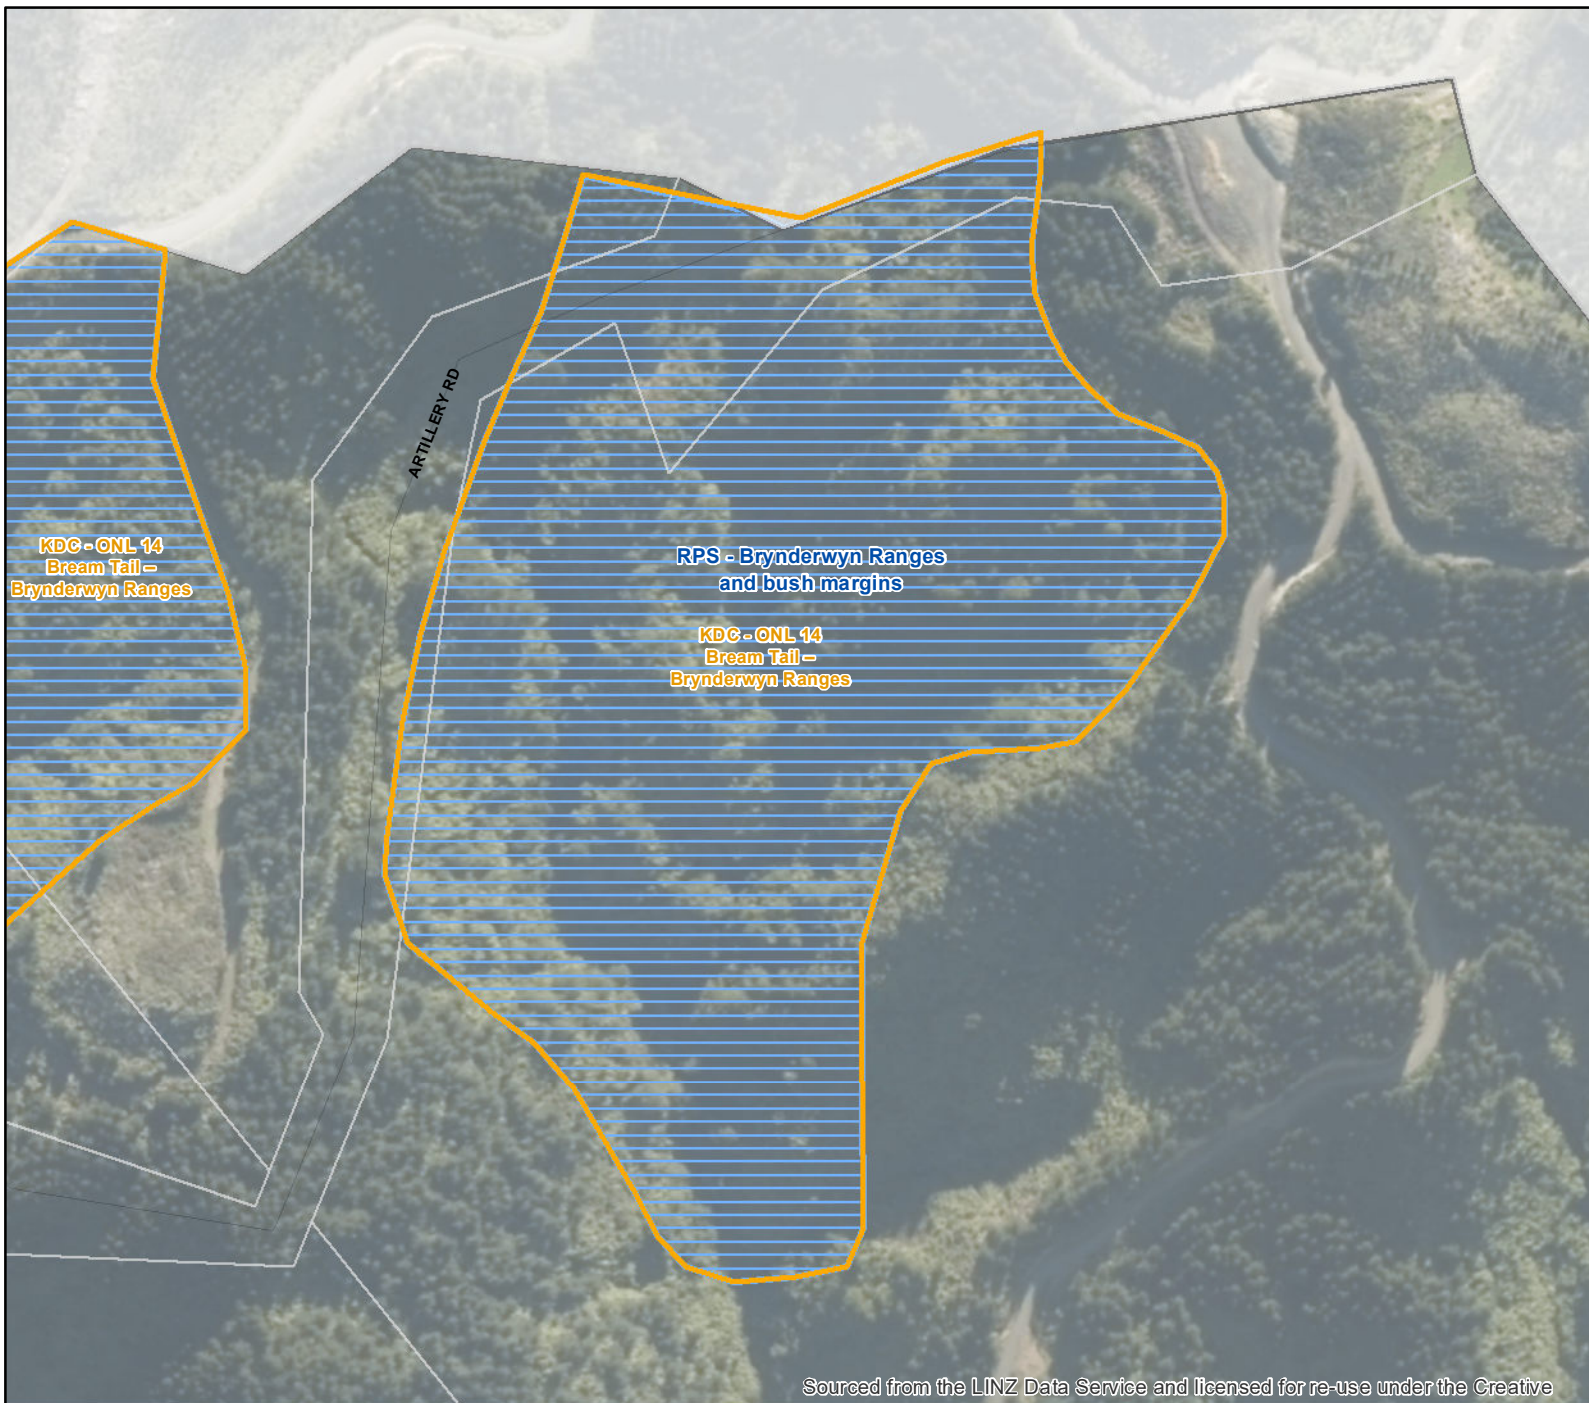 ARTILLERY RD
KDC - ONL 14
Bream Tail –
Brynderwyn Ranges
RPS - Brynderwyn Ranges
and bush margins
KDC - ONL 14
Bream Tail –
Brynderwyn Ranges
Sourced from the LINZ Data Service and licensed for re-use under the Creative